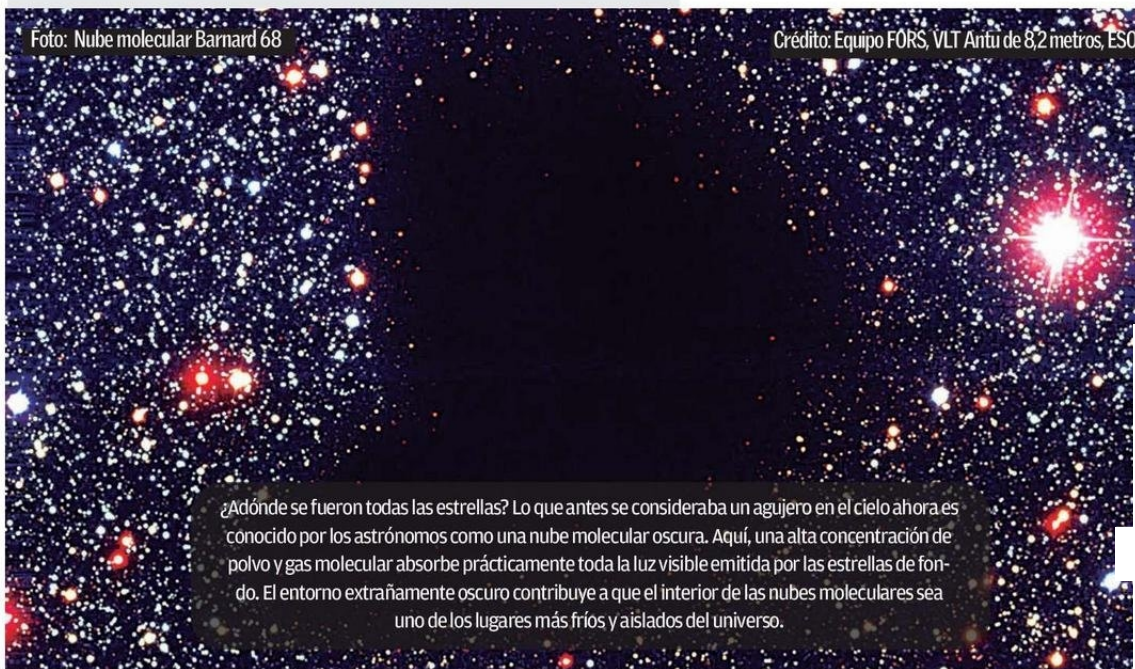 Foto: Nube molecular Barnard 68
Crédito: Equipo FORS, VLT Antu de 8,2 metros, ESO
¿Adónde se fueron todas las estrellas? Lo que antes se consideraba un agujero en el cielo ahora es
conocido por los astrónomos como una nube molecular oscura. Aquí, una alta concentración de
polvo y gas molecular absorbe prácticamente toda la luz visible emitida por las estrellas de fon-
do. El entorno extrañamente oscuro contribuye a que el interior de las nubes moleculares sea
uno de los lugares más fríos y aislados del universo.